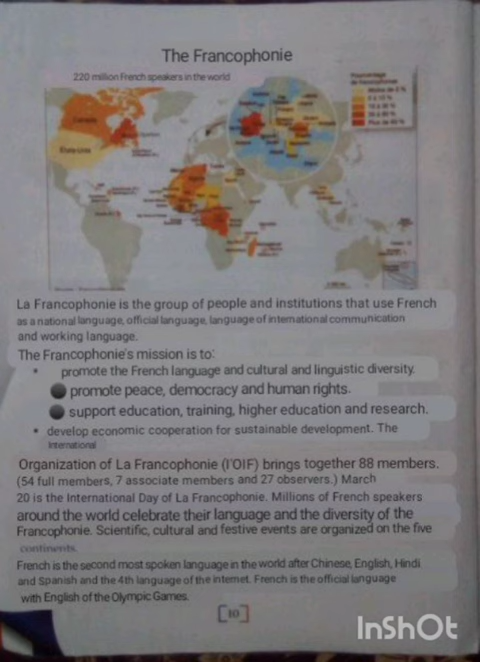 The Francophonie
220 million French speakers in the world
Canada
États-Unis
La Francophonie is the group of people and institutions that use French
as a national language, official language, language of international communication
and working language.
The Francophonie's mission is to:
• promote the French language and cultural and linguistic diversity.
promote peace, democracy and human rights.
support education, training, higher education and research.
• develop economic cooperation for sustainable development. The
International
Organization of La Francophonie (l'OIF) brings together 88 members.
(54 full members, 7 associate members and 27 observers.) March
20 is the International Day of La Francophonie. Millions of French speakers
around the world celebrate their language and the diversity of the
Francophonie. Scientific, cultural and festive events are organized on the five
continents.
French is the second most spoken language in the world after Chinese, English, Hindi
and Spanish and the 4th language of the internet. French is the official language
with English of the Olympic Games.
[10]
InShOt